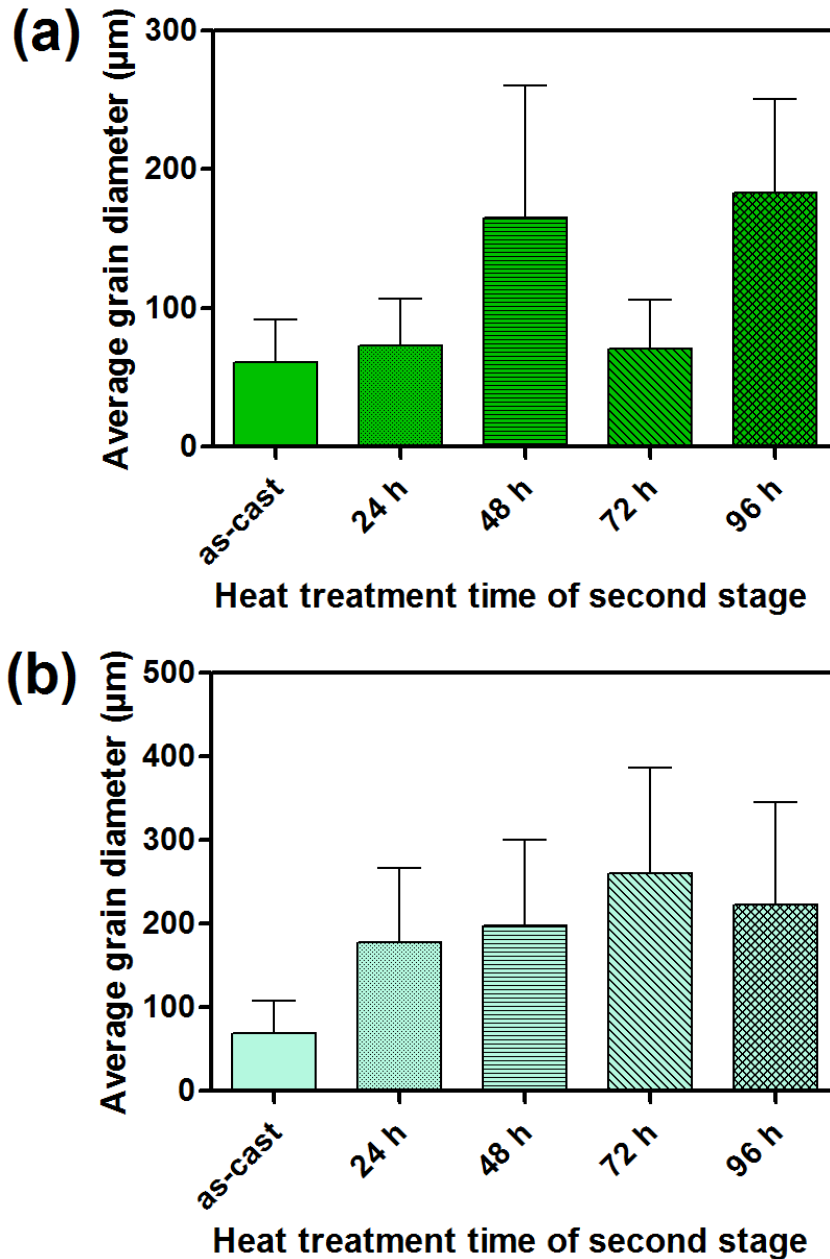 (a)
Average grain diameter (µm)
300
200
100
0
as-cast
24 h
48 h
72 h
96 h
Heat treatment time of second stage
(b)
Average grain diameter (µm)
500
400
300
200
100
0
as-cast
24 h
48 h
72 h
96 h
Heat treatment time of second stage